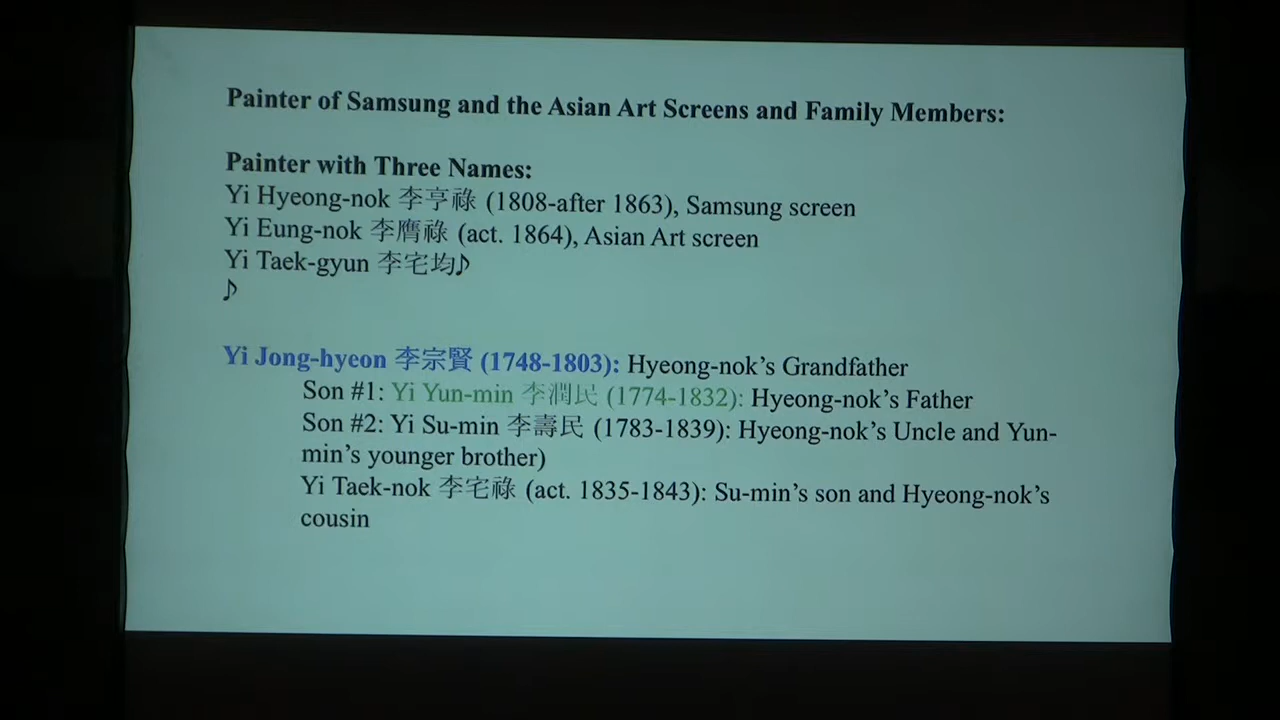 Painter of Samsung and the Asian Art Screens and Family Members:
Painter with Three Names:
Yi Hyeong-nok 李亨祿 (1808-after 1863), Samsung screen
Yi Eung-nok 李膺祿 (act. 1864), Asian Art screen
Yi Taek-gyun 李宅均♪
♪
Yi Jong-hyeon 李宗賢 (1748-1803): Hyeong-nok’s Grandfather
Son #1: Yi Yun-min 李潤民 (1774-1832): Hyeong-nok’s Father
Son #2: Yi Su-min 李壽民 (1783-1839): Hyeong-nok’s Uncle and Yun-
min’s younger brother)
Yi Taek-nok 李宅祿 (act. 1835-1843): Su-min’s son and Hyeong-nok’s
cousin